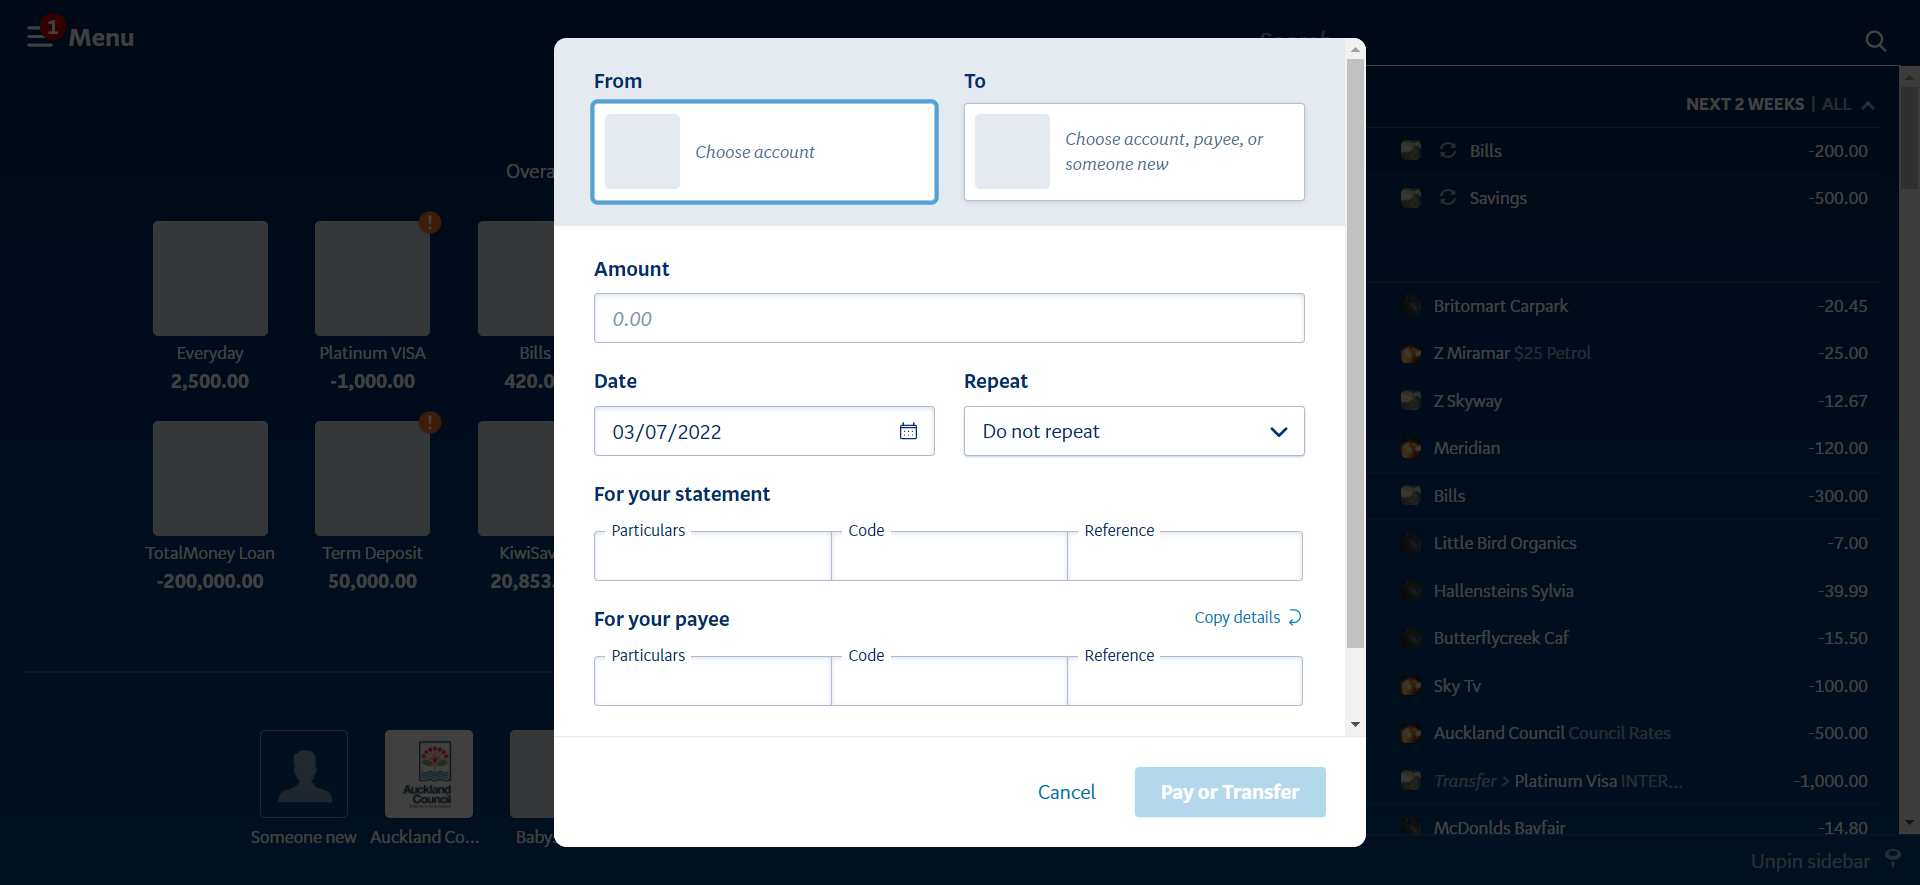 1
Menu
Search
Overa
Everyday
2,500.00
Platinum VISA
-1,000.00
Bills
420.0
TotalMoney Loan
-200,000.00
Term Deposit
50,000.00
KiwiSav
20,853.
Someone new
Auckland
Council
Auckland Co...
Babys
From
Choose account
To
Choose account, payee, or
someone new
Amount
0.00
Date
03/07/2022
Repeat
Do not repeat
For your statement
Particulars
Code
Reference
For your payee
Copy details
Particulars
Code
Reference
Cancel
Pay or Transfer
NEXT 2 WEEKS | ALL
Bills -200.00
Savings -500.00
Britomart Carpark -20.45
Z Miramar $25 Petrol -25.00
Z Skyway -12.67
Meridian -120.00
Bills -300.00
Little Bird Organics -7.00
Hallensteins Sylvia -39.99
Butterflycreek Caf -15.50
Sky Tv -100.00
Auckland Council Council Rates -500.00
Transfer > Platinum Visa INTER... -1,000.00
McDonlds Bayfair -14.80
Unpin sidebar